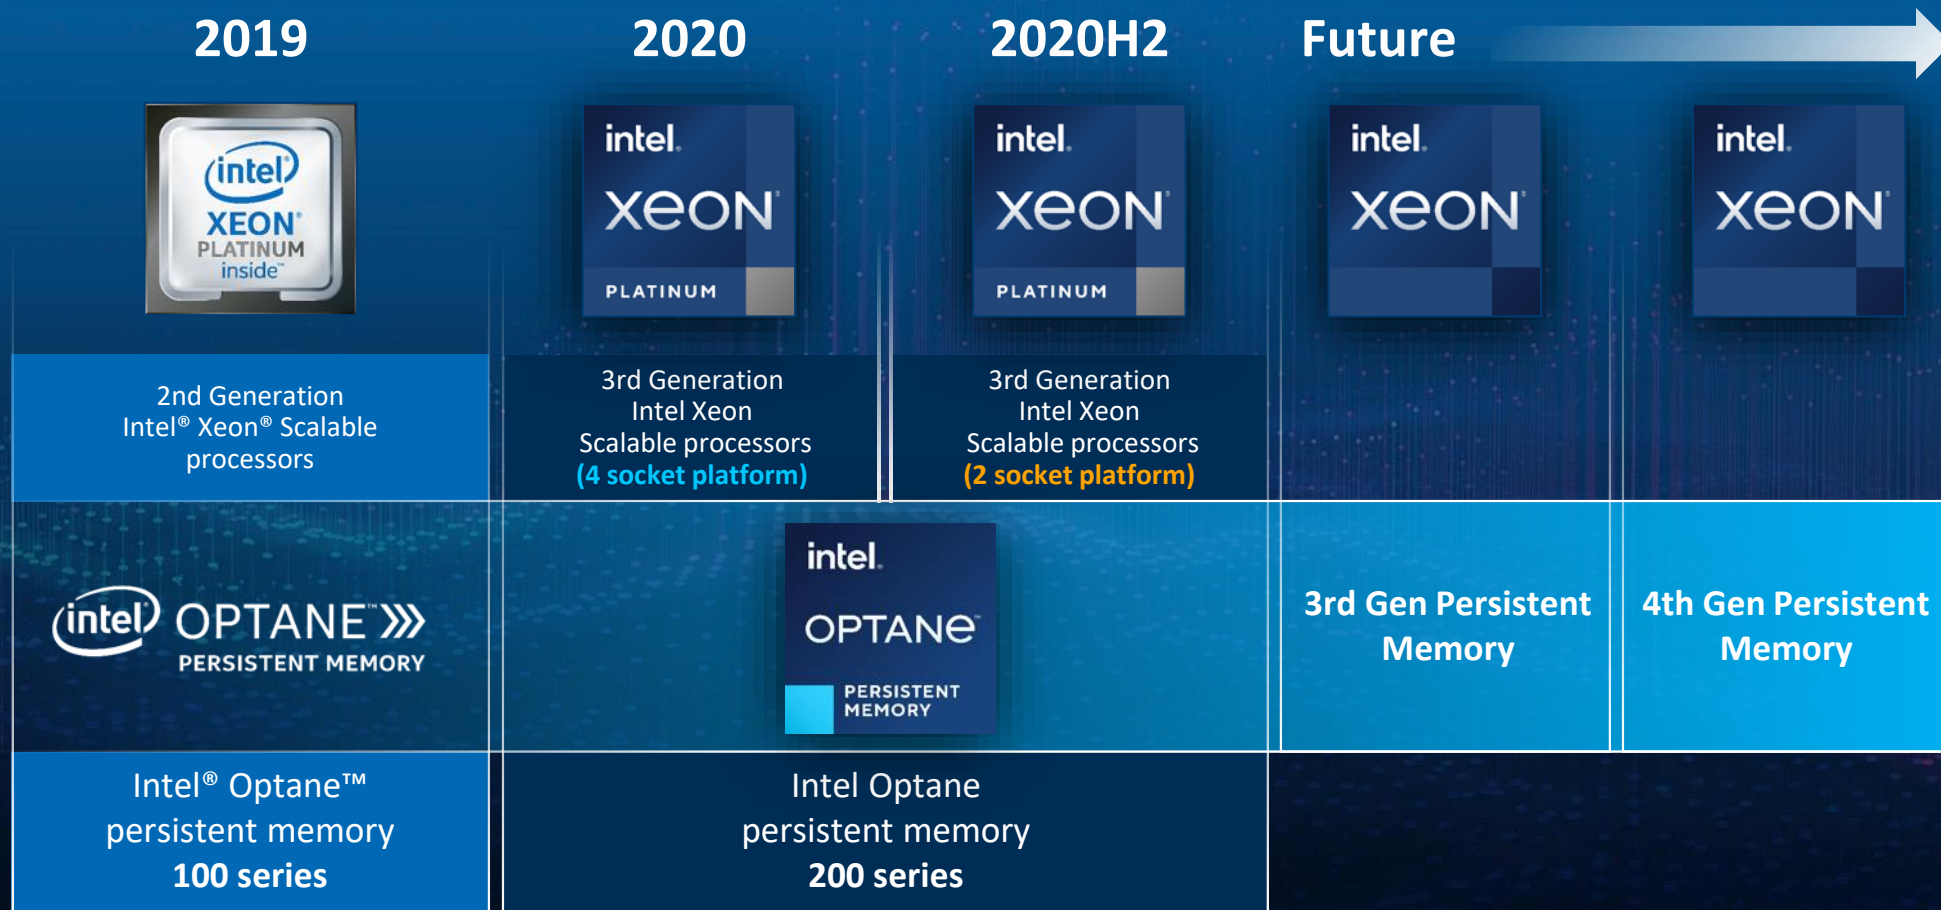 2019
2020
2020H2
Future
intel®
XEON®
PLATINUM
inside™
intel.
xeon®
PLATINUM
intel.
xeon®
PLATINUM
intel.
xeon®
intel.
xeon®
2nd Generation
Intel® Xeon® Scalable
processors
3rd Generation
Intel Xeon
Scalable processors
(4 socket platform)
3rd Generation
Intel Xeon
Scalable processors
(2 socket platform)
intel® OPTANE™
PERSISTENT MEMORY
intel.
OPTANe™
PERSISTENT
MEMORY
3rd Gen Persistent
Memory
4th Gen Persistent
Memory
Intel® Optane™
persistent memory
100 series
Intel Optane
persistent memory
200 series